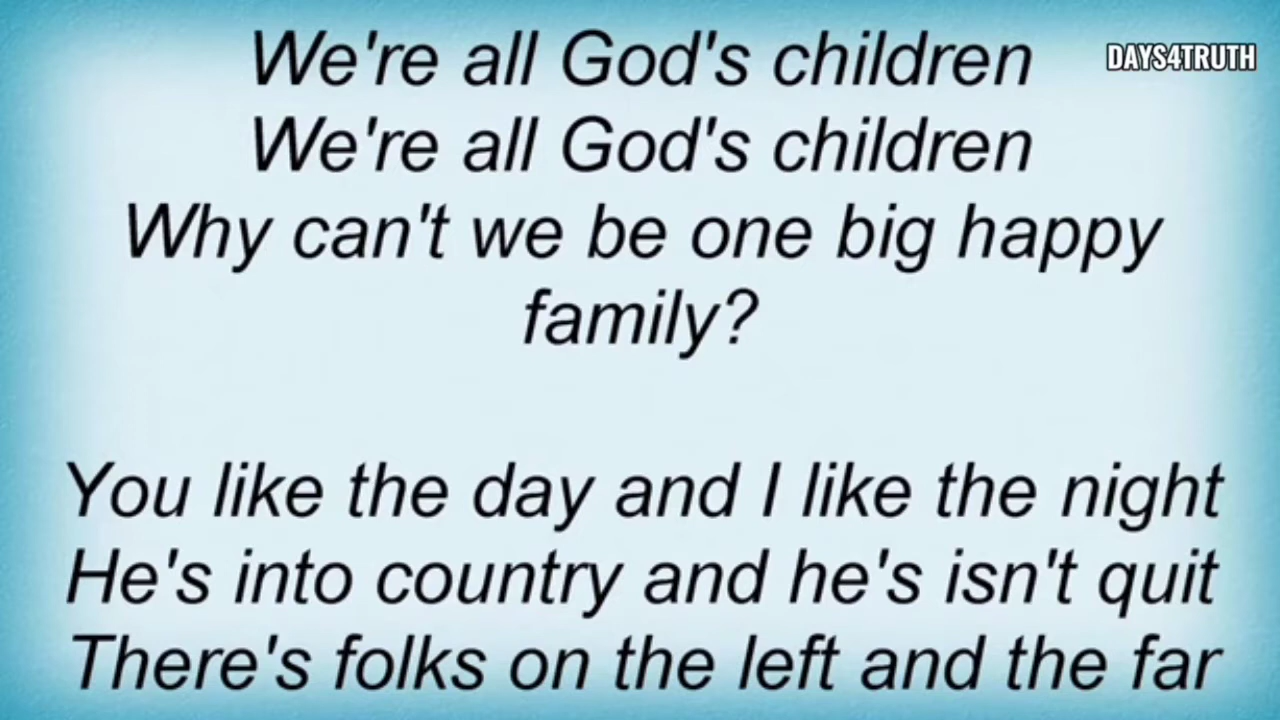 We're all God's children
DAYS4TRUTH
We're all God's children
Why can't we be one big happy
family?
You like the day and I like the night
He's into country and he's isn't quit
There's folks on the left and the far